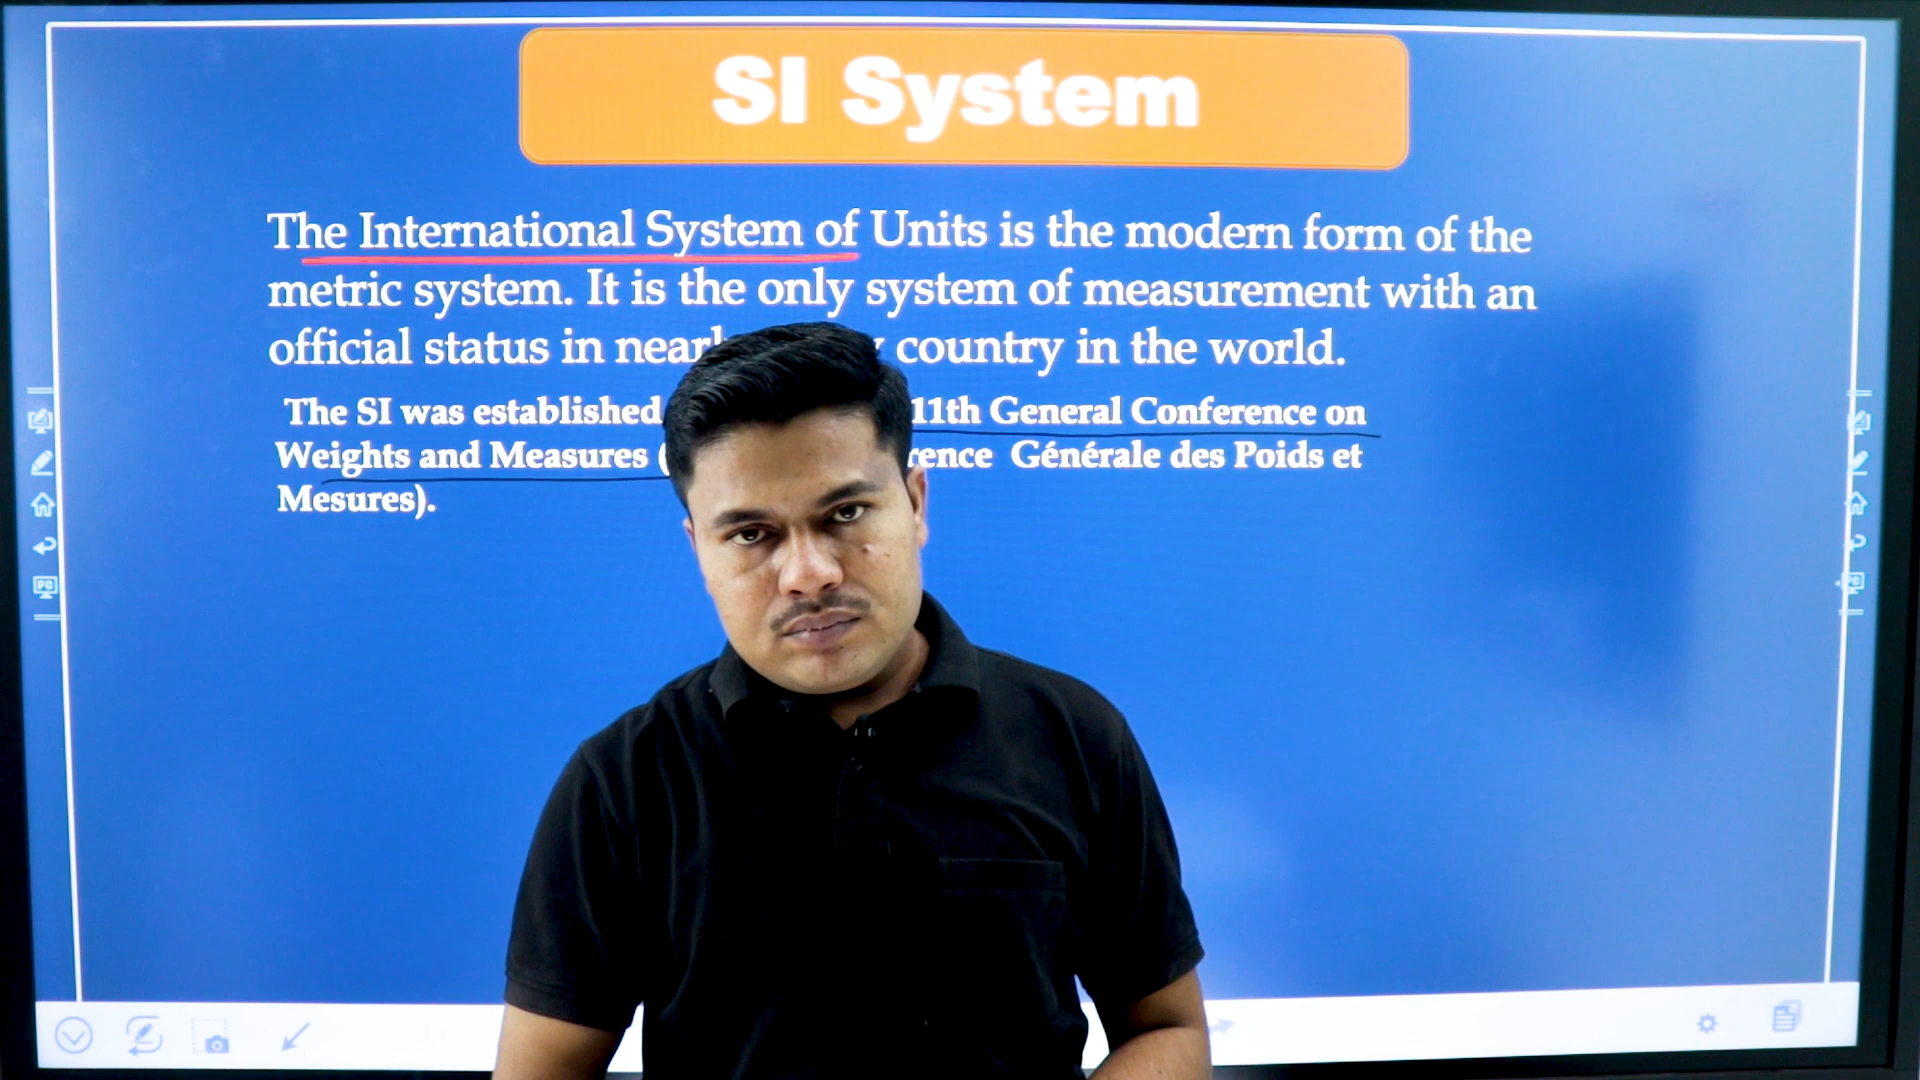 SI System
The International System of Units is the modern form of the
metric system. It is the only system of measurement with an
official status in country in the world.
The SI was established 11th General Conference on
Weights and Measures ( Générale des Poids et
Mesures).
PC
PC